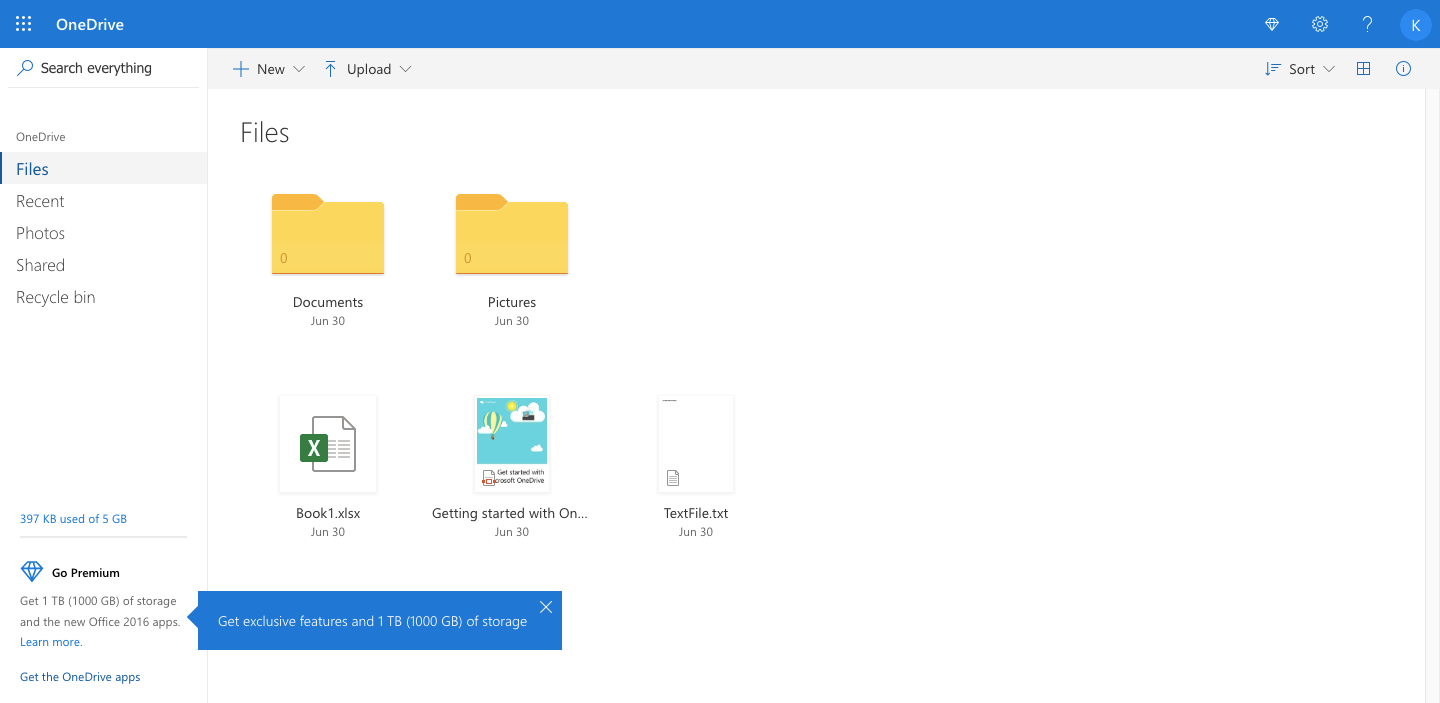 OneDrive
K
Search everything
New
Upload
Sort
OneDrive
Files
Recent
Photos
Shared
Recycle bin
Files
0
0
Documents
Pictures
Jun 30
Jun 30
X
Get started with
crosoft OneDrive
Book1.xlsx
Getting started with On...
TextFile.txt
Jun 30
Jun 30
Jun 30
397 KB used of 5 GB
Go Premium
Get 1 TB (1000 GB) of storage
and the new Office 2016 apps.
Learn more.
Get exclusive features and 1 TB (1000 GB) of storage
Get the OneDrive apps